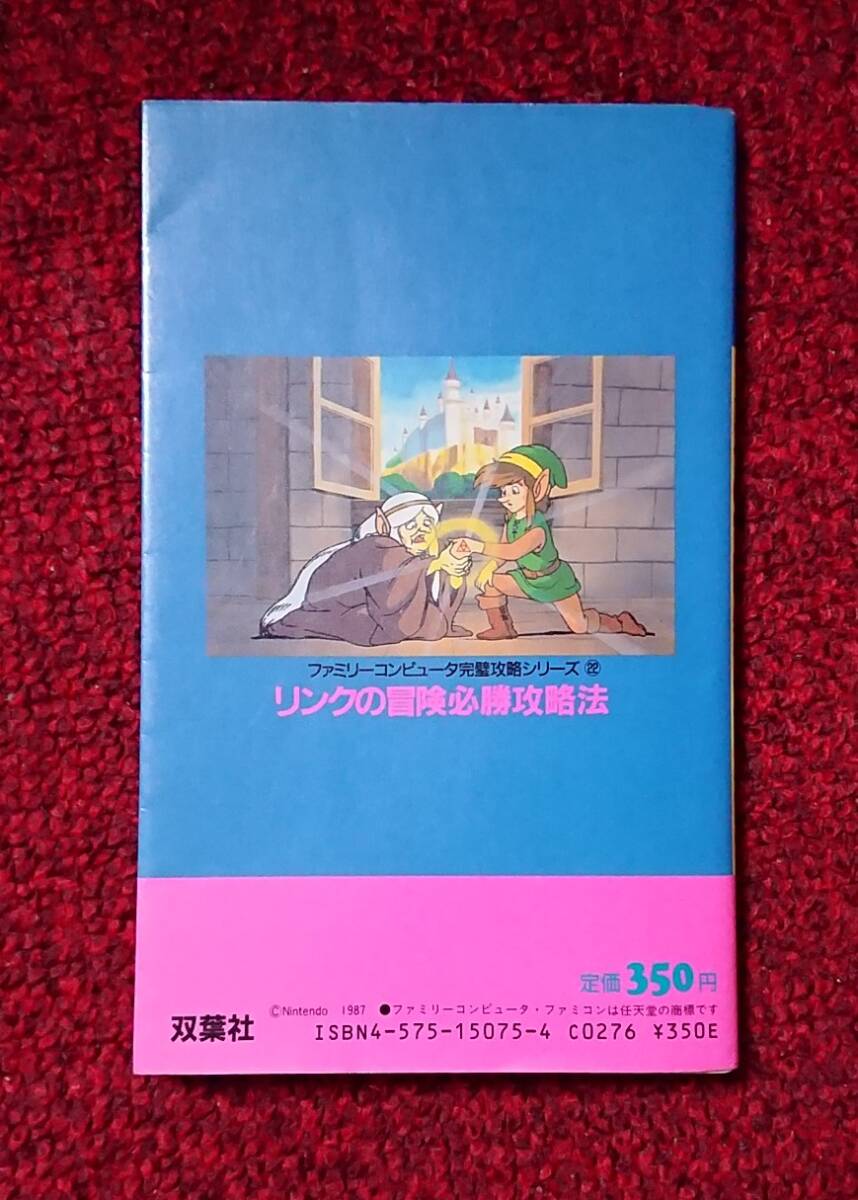 ファミリーコンピュータ完璧攻略シリーズ㉒
リンクの冒険必勝攻略法
定価350円
©Nintendo 1987 ●ファミリーコンピュータ・ファミコンは任天堂の商標です
双葉社 ISBN4-575-15075-4 C0276 ¥350E